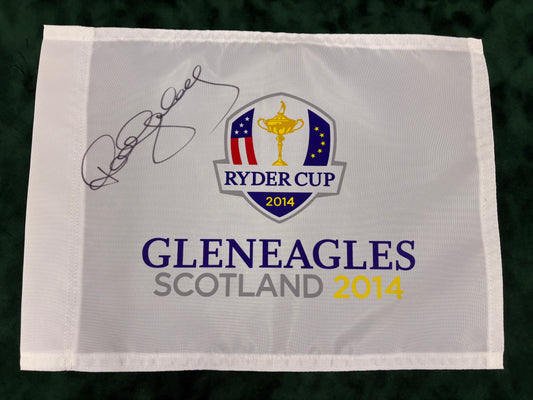 RYDER CUP
2014
GLENEAGLES
SCOTLAND 2014